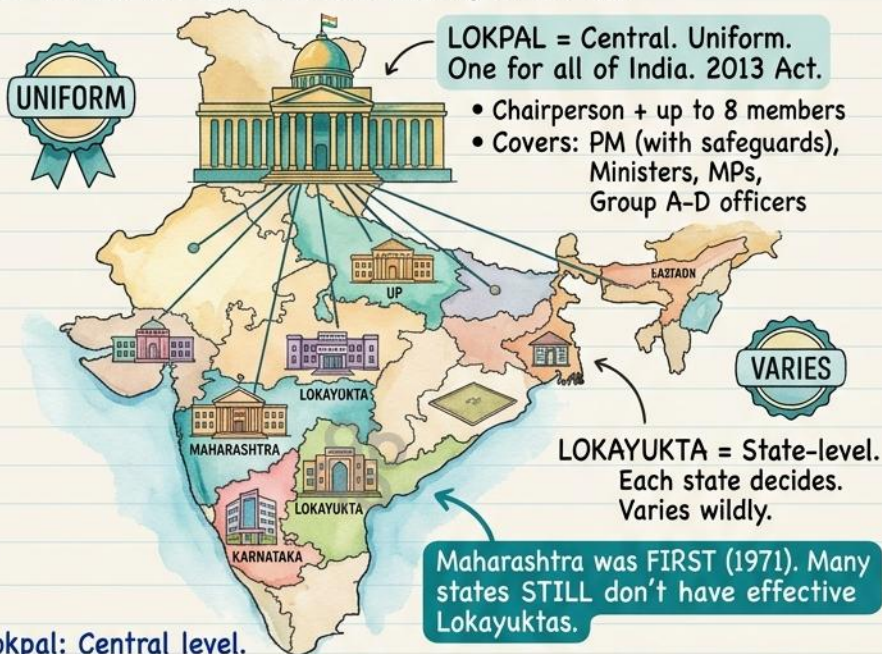 LOKPAL = Central. Uniform.
One for all of India. 2013 Act.
UNIFORM
• Chairperson + up to 8 members
• Covers: PM (with safeguards),
Ministers, MPs,
Group A-D officers
UP
LOKAYUKTA
MAHARASHTRA
LOKAYUKTA
KARNATAKA
VARIES
LOKAYUKTA = State-level.
Each state decides.
Varies wildly.
Maharashtra was FIRST (1971). Many
states STILL don't have effective
Lokayuktas.
okpal: Central level.